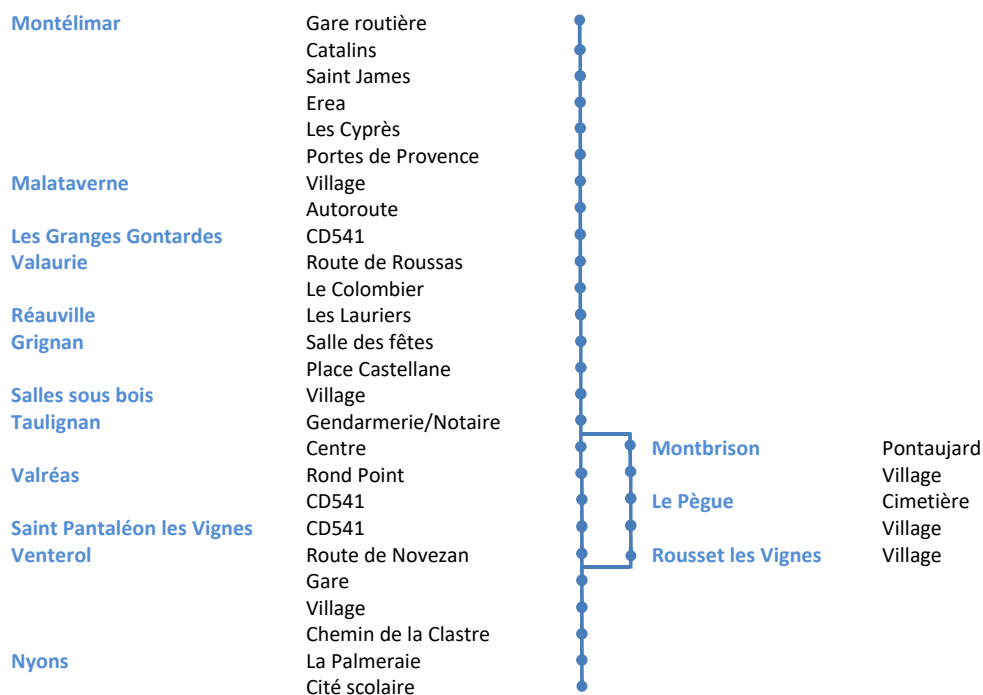 Montélimar Gare routière
Catalins
Saint James
Erea
Les Cyprès
Portes de Provence
Malataverne Village
Autoroute
Les Granges Gontardes CD541
Valaurie Route de Roussas
Le Colombier
Réauville Les Lauriers
Grignan Salle des fêtes
Place Castellane
Salles sous bois Village
Taulignan Gendarmerie/Notaire
Centre Montbrison Pontaujard
Valréas Rond Point Village
CD541 Le Pègue Cimetière
Saint Pantaléon les Vignes CD541 Village
Venterol Route de Novezan Rousset les Vignes Village
Gare
Village
Chemin de la Clastre
Nyons La Palmeraie
Cité scolaire